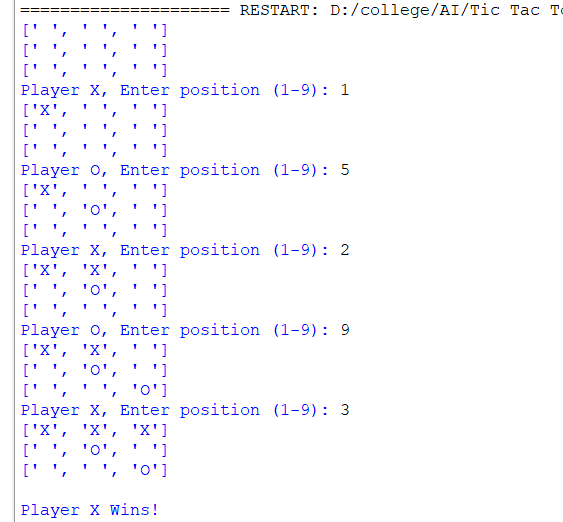 ===================== RESTART: D:/college/AI/Tic Tac
[' ', ' ', ' ']
[' ', ' ', ' ']
[' ', ' ', ' ']
Player X, Enter position (1-9): 1
['X', ' ', ' ']
[' ', ' ', ' ']
[' ', ' ', ' ']
Player O, Enter position (1-9): 5
['X', ' ', ' ']
[' ', 'O', ' ']
[' ', ' ', ' ']
Player X, Enter position (1-9): 2
['X', 'X', ' ']
[' ', 'O', ' ']
[' ', ' ', ' ']
Player O, Enter position (1-9): 9
['X', 'X', ' ']
[' ', 'O', ' ']
[' ', ' ', 'O']
Player X, Enter position (1-9): 3
['X', 'X', 'X']
[' ', 'O', ' ']
[' ', ' ', 'O']
Player X Wins!